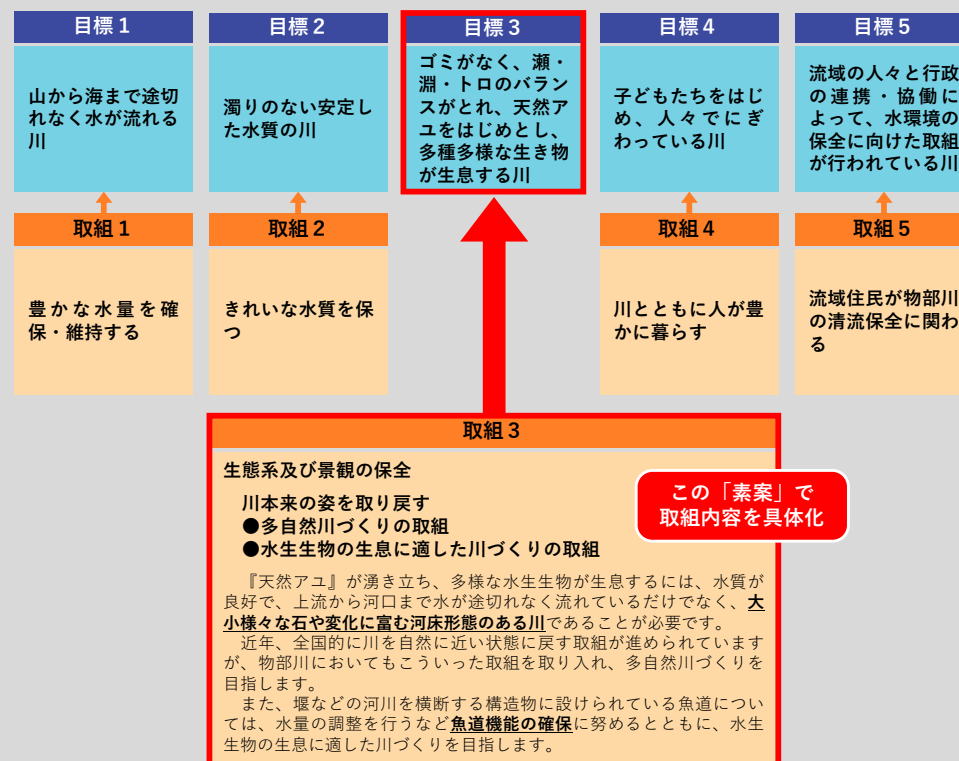 目標１
山から海まで途切
れなく水が流れる
川
目標２
濁りのない安定し
た水質の川
目標３
ゴミがなく、瀬・
淵・トロのバラン
スがとれ、天然ア
ユをはじめとし、
多種多様な生き物
が生息する川
目標４
子どもたちをはじ
め、人々でにぎ
わっている川
目標５
流域の人々と行政
の連携・協働に
よって、水環境の
保全に向けた取組
が行われている川
取組１
豊かな水量を確
保・維持する
取組２
きれいな水質を保
つ
取組４
川とともに人が豊
かに暮らす
取組５
流域住民が物部川
の清流保全に関わ
る
取組３
生態系及び景観の保全
川本来の姿を取り戻す
●多自然川づくりの取組
●水生生物の生息に適した川づくりの取組
この「素案」で
取組内容を具体化
『天然アユ』が湧き立ち、多様な水生生物が生息するには、水質が
良好で、上流から河口まで水が途切れなく流れているだけでなく、大
小様々な石や変化に富む河床形態のある川であることが必要です。
近年、全国的に川を自然に近い状態に戻す取組が進められています
が、物部川においてもこういった取組を取り入れ、多自然川づくりを
目指します。
また、堰などの河川を横断する構造物に設けられている魚道につい
ては、水量の調整を行うなど魚道機能の確保に努めるとともに、水生
生物の生息に適した川づくりを目指します。